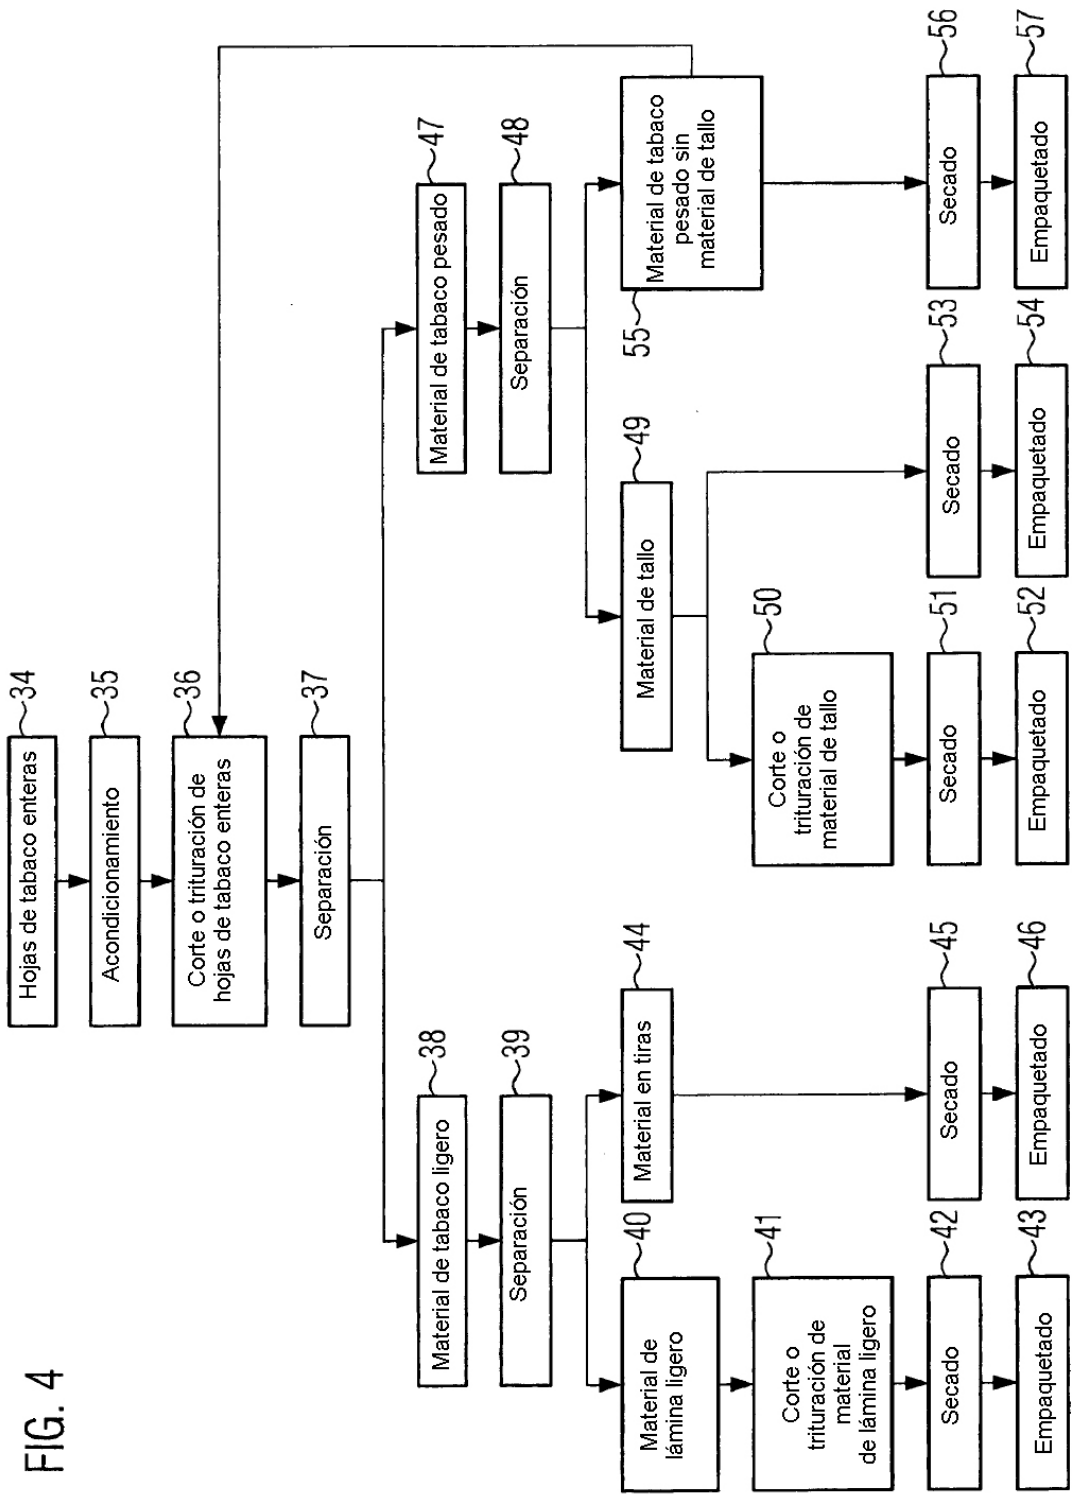 FIG. 4
Hojas de tabaco enteras
34
Acondicionamiento
35
Corte o trituración de
hojas de tabaco enteras
36
Separación
37
Material de tabaco ligero
38
Separación
39
Material de
lámina ligero
40
Corte o
trituración de
material
de lámina ligero
41
Secado
42
Empaquetado
43
Material en tiras
44
Secado
45
Empaquetado
46
Material de tabaco pesado
47
Separación
48
Material de tallo
49
Corte o
trituración de
material de tallo
50
Secado
51
Empaquetado
52
Secado
53
Empaquetado
54
Material de tabaco
pesado sin
material de tallo
55
Secado
56
Empaquetado
57